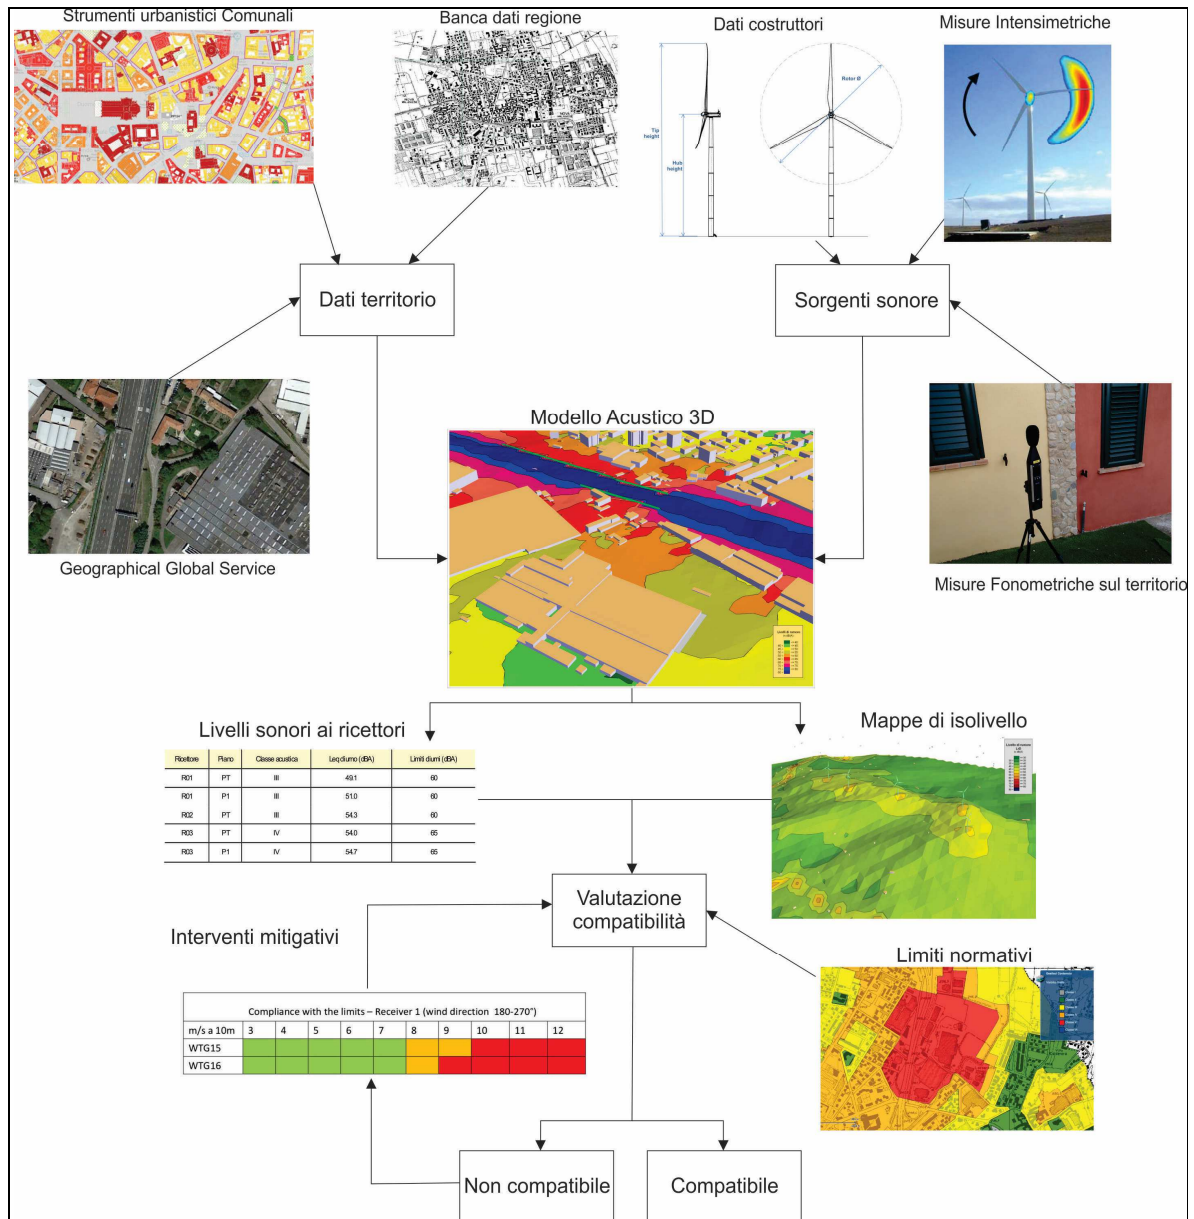 Strumenti urbanistici Comunali
Banca dati regione
Dati costruttori
Misure Intensimetriche
Rotor Ø
Tip
height
Hub
height
Dati territorio
Sorgenti sonore
Geographical Global Service
Modello Acustico 3D
Misure Fonometriche sul territorio
Livelli sonori ai ricettori
Mappe di isolivello
Ricettore Piano Classe acustica Leq diurno (dBA) Limiti diurni (dBA)
R01 PT III 49.1 60
R01 P1 III 51.0 60
R02 PT III 54.3 60
R03 PT IV 54.0 65
R03 P1 IV 54.7 65
Valutazione
compatibilità
Interventi mitigativi
Limiti normativi
Compliance with the limits – Receiver 1 (wind direction 180-270°)
m/s a 10m 3 4 5 6 7 8 9 10 11 12
WTG15
WTG16
Non compatibile
Compatibile